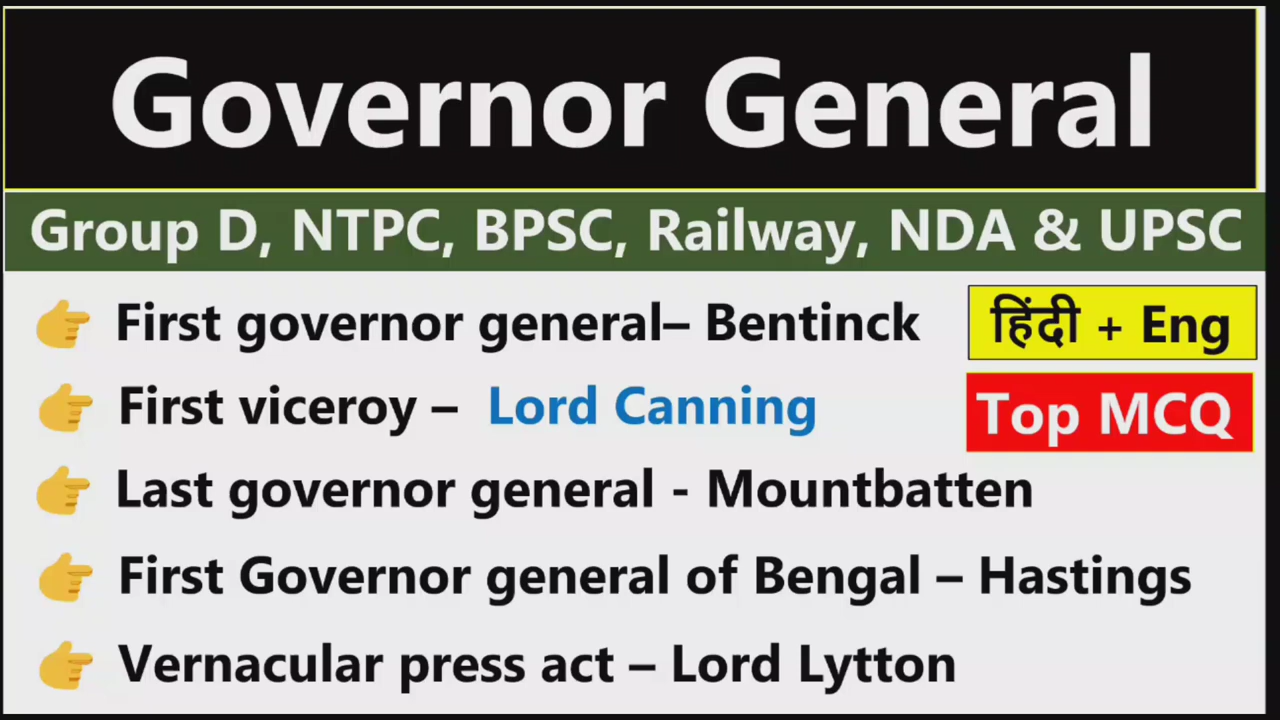 Governor General
Group D, NTPC, BPSC, Railway, NDA & UPSC
First governor general– Bentinck
हिंदी + Eng
First viceroy – Lord Canning
Top MCQ
Last governor general - Mountbatten
First Governor general of Bengal – Hastings
Vernacular press act – Lord Lytton